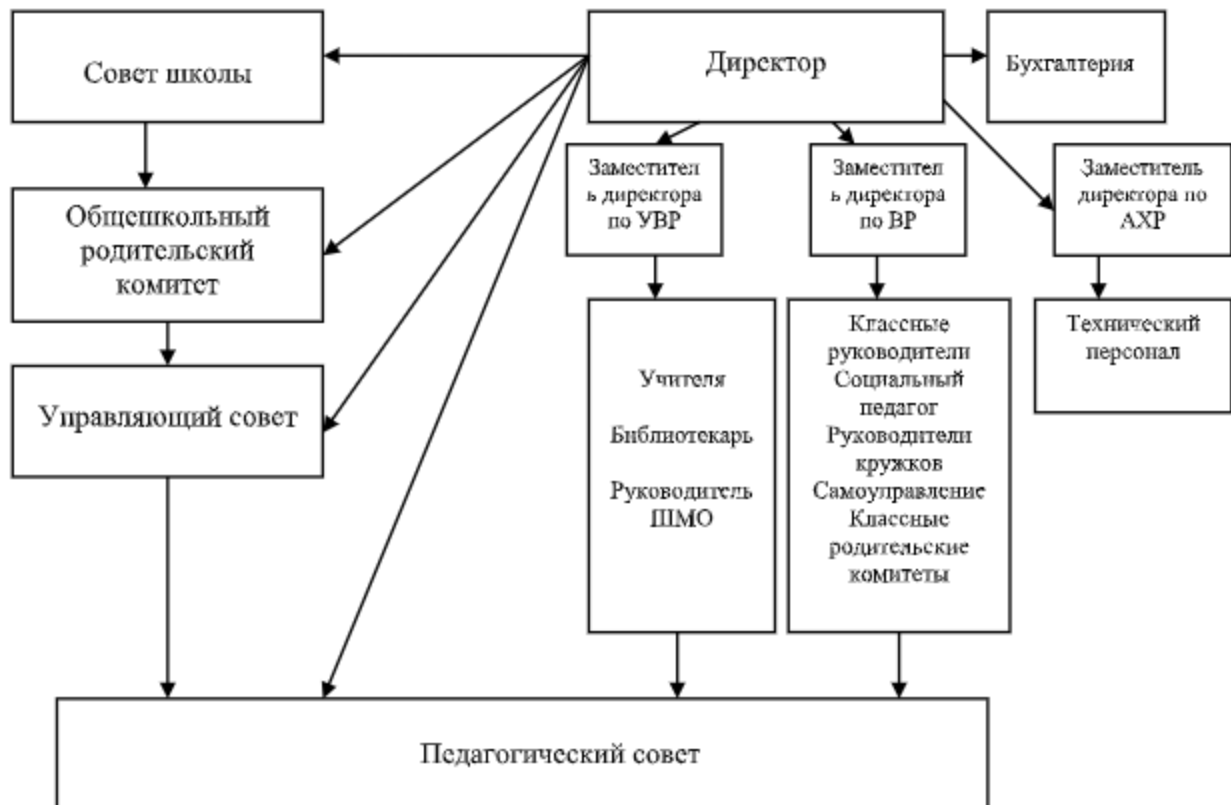 Совет школы
Директор
Бухгалтерия
Заместител
ь директора
по УВР
Заместител
ь директора
по ВР
Заместитель
директора по
АХР
Общешкольный
родительский
комитет
Управляющий совет
Учителя
Библиотекарь
Руководитель
ШМО
Классные
руководители
Социальный
педагог
Руководители
кружков
Самоуправление
Классные
родительские
комитеты
Технический
персонал
Педагогический совет